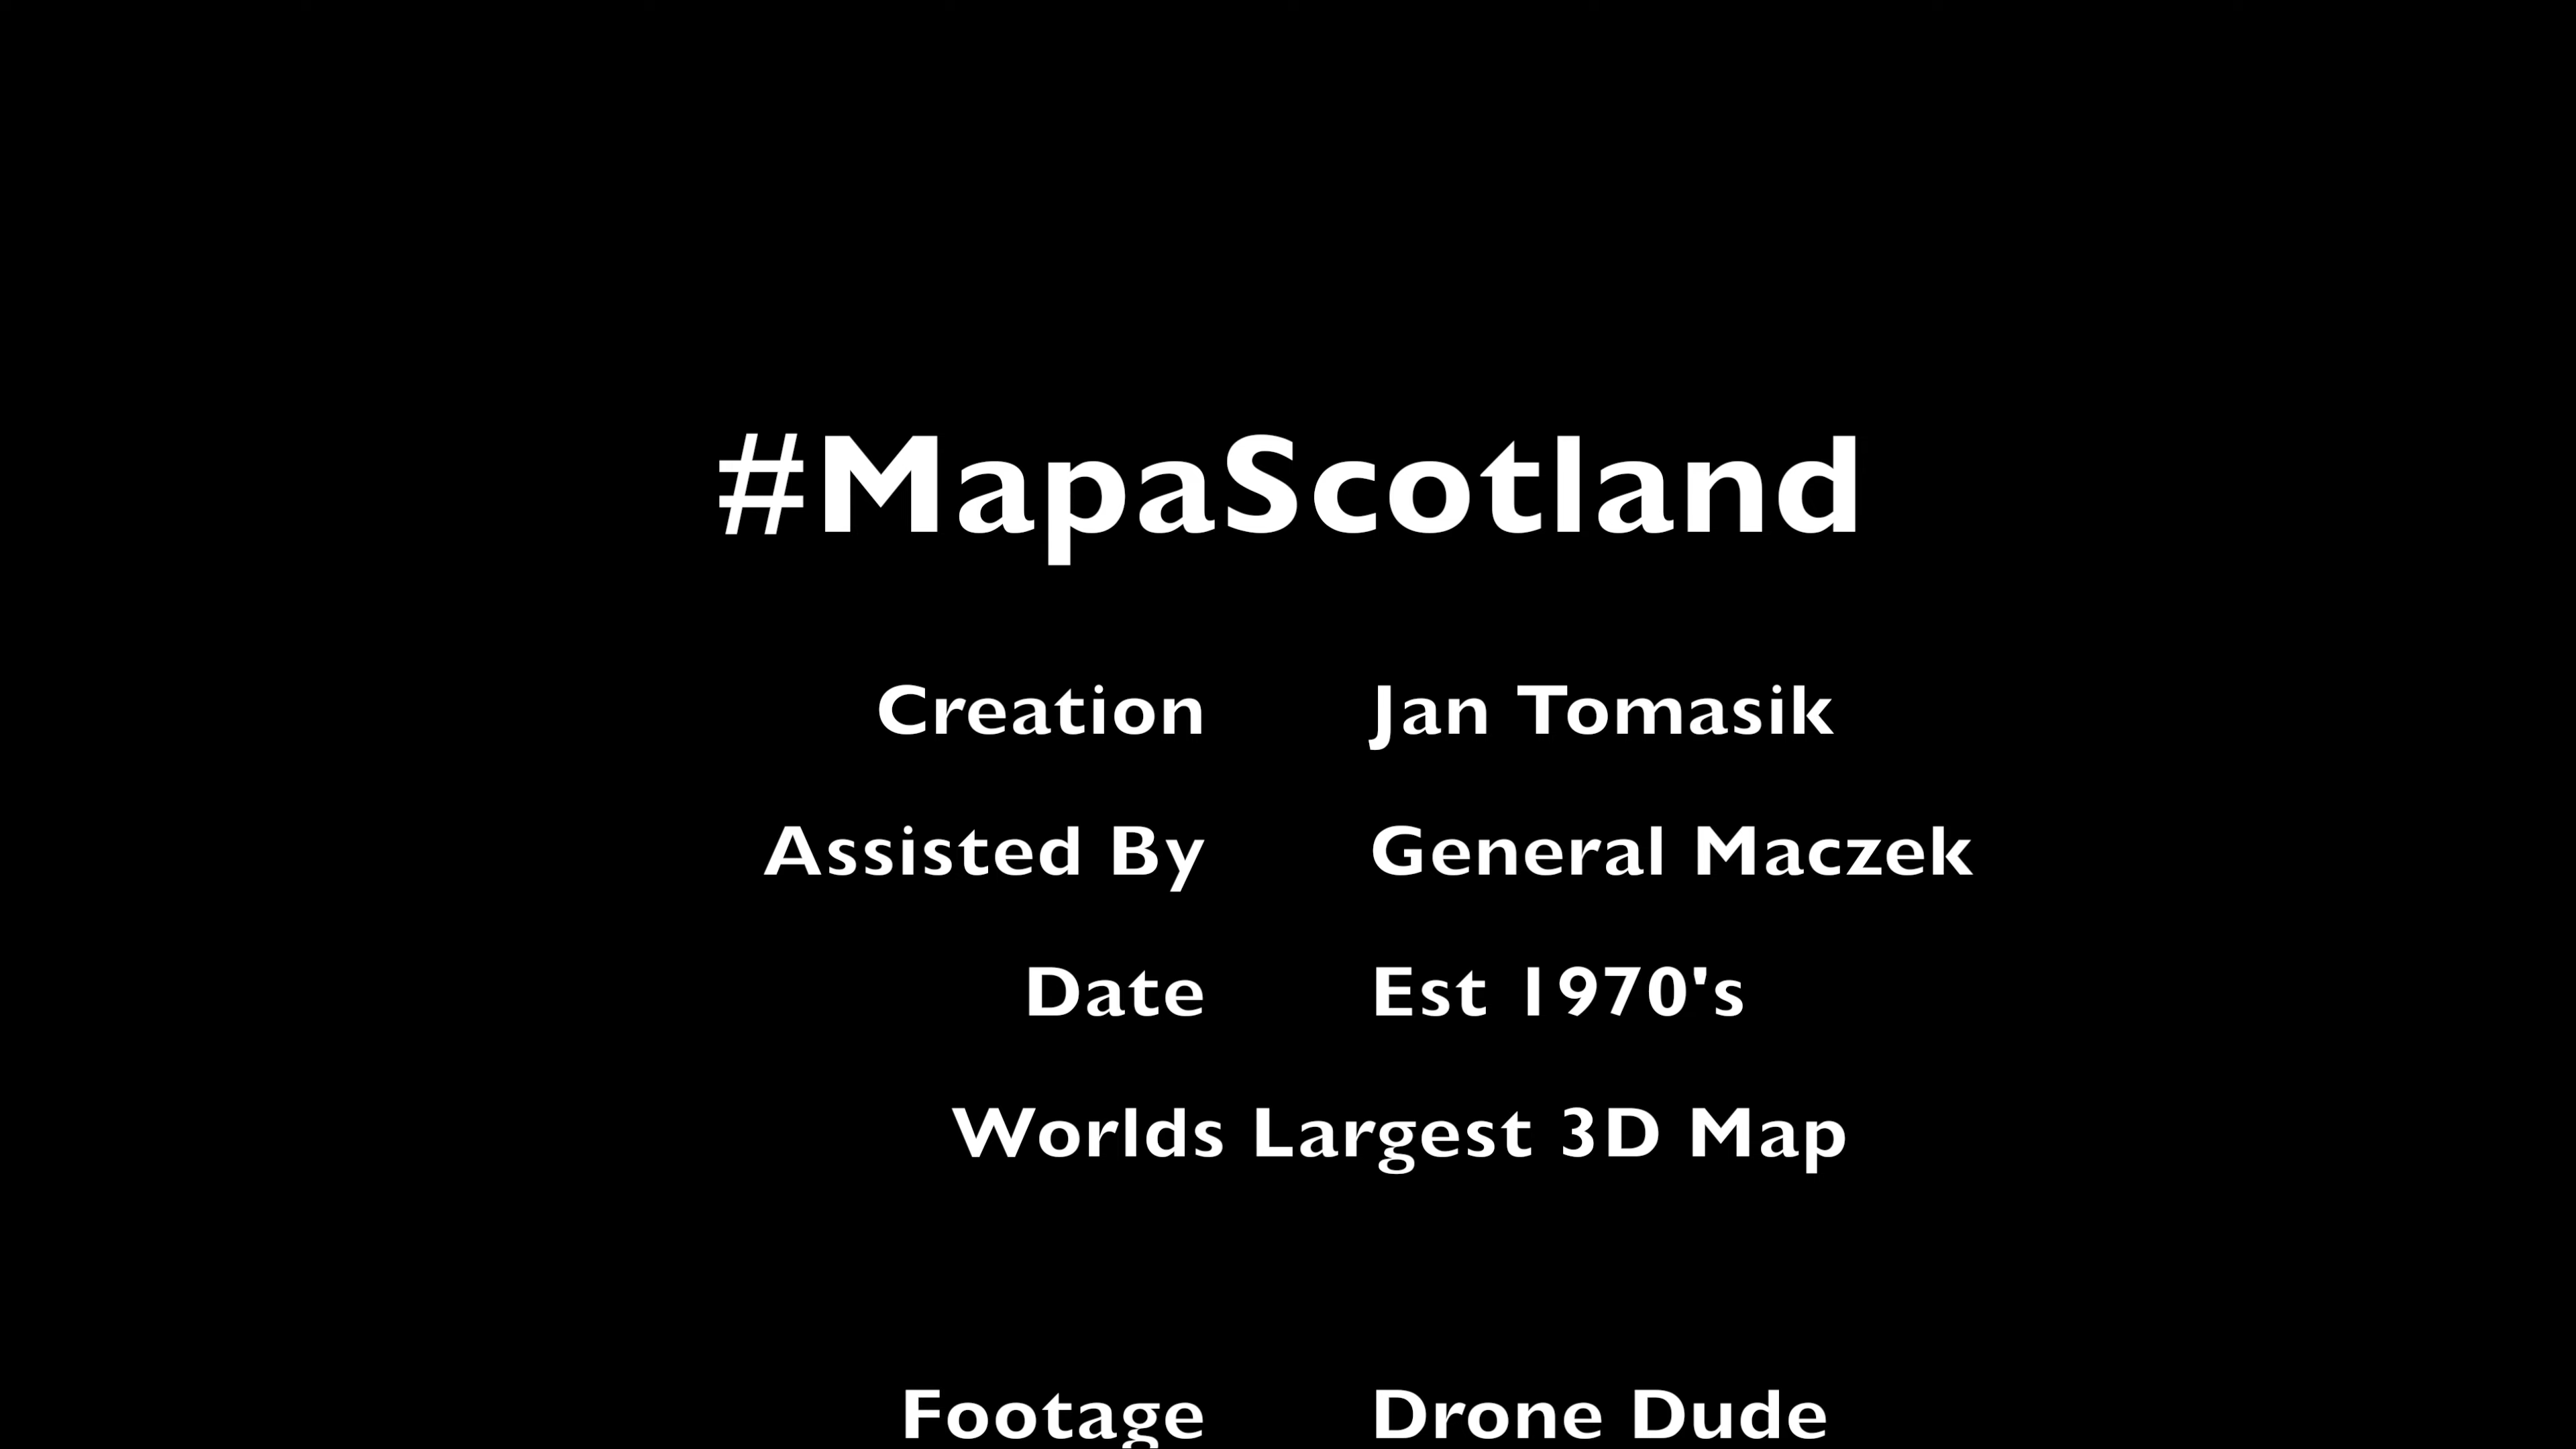 #MapaScotland
Creation Jan Tomasik
Assisted By General Maczek
Date Est 1970's
Worlds Largest 3D Map
Footage Drone Dude